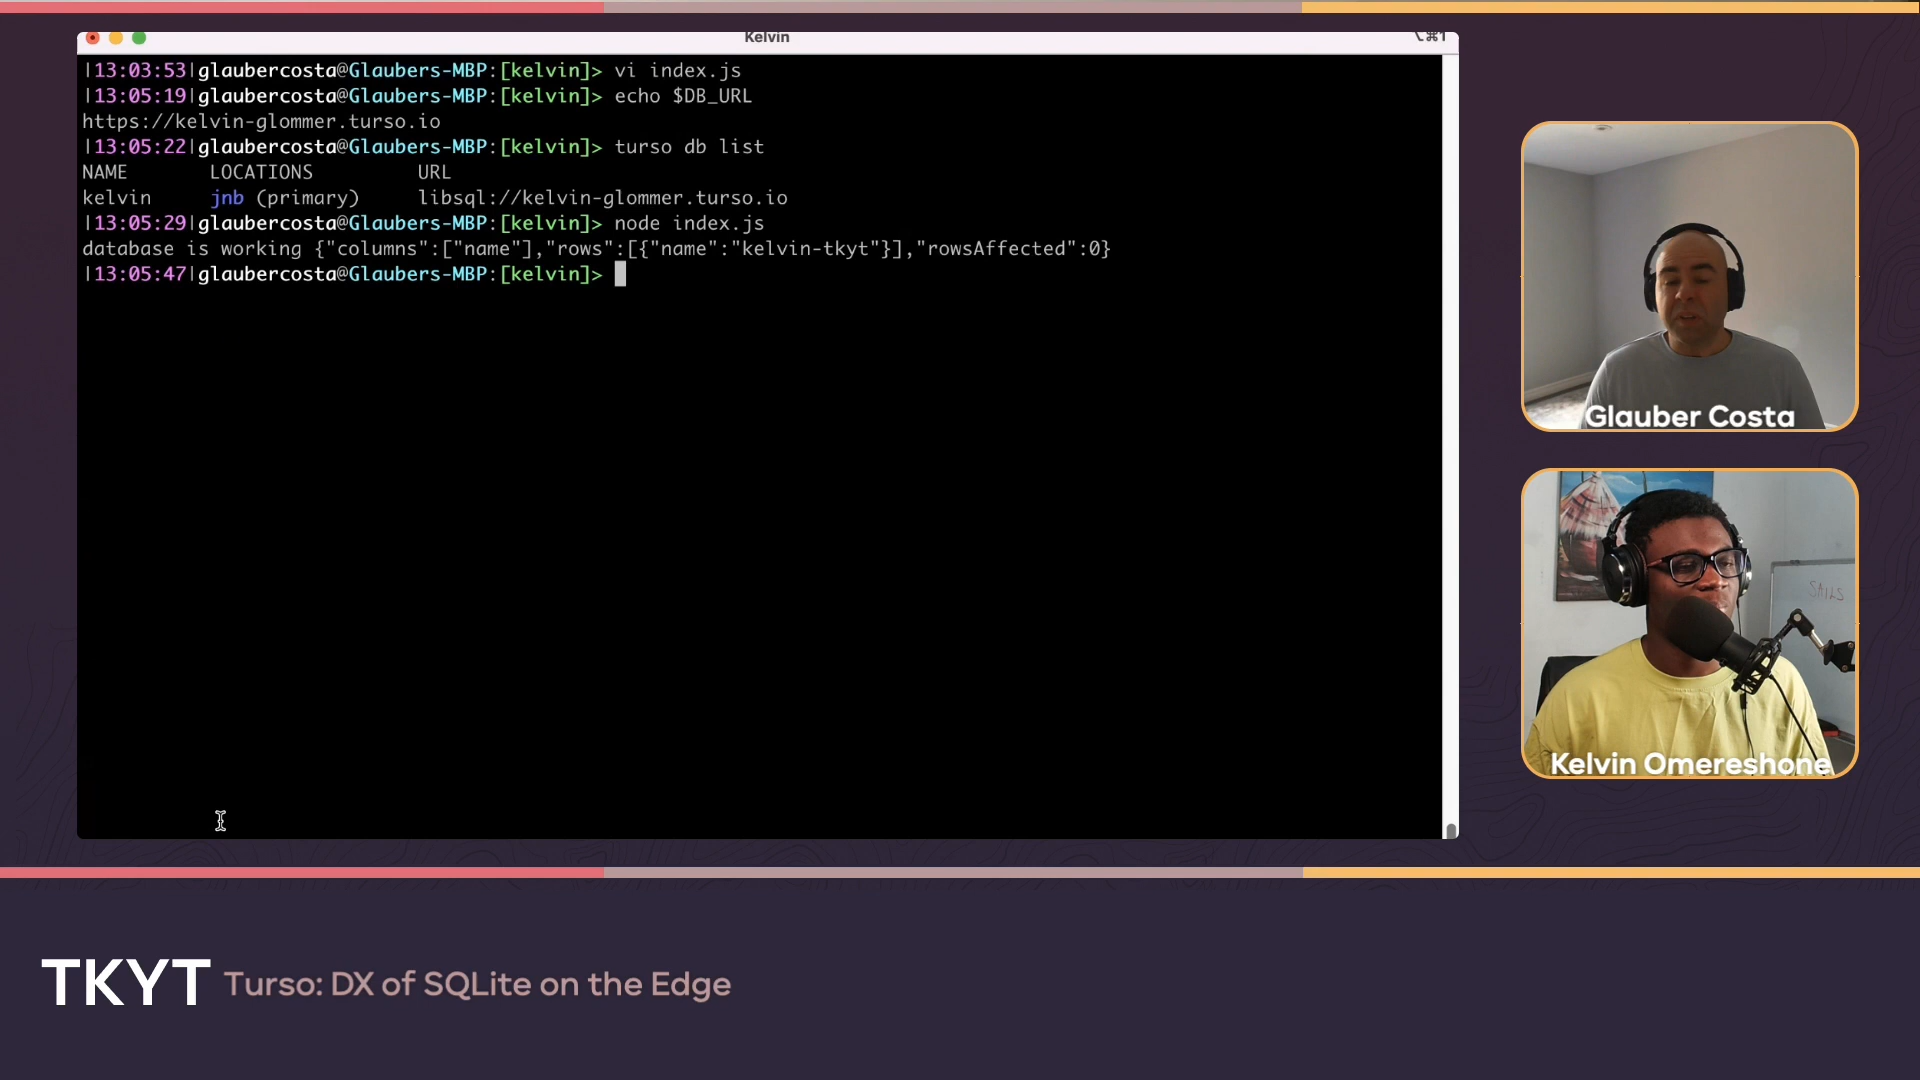 Kelvin
⌥⌘1
|13:03:53|glaubercosta@Glaubers-MBP:[kelvin]> vi index.js
|13:05:19|glaubercosta@Glaubers-MBP:[kelvin]> echo $DB_URL
https://kelvin-glommer.turso.io
|13:05:22|glaubercosta@Glaubers-MBP:[kelvin]> turso db list
NAME LOCATIONS URL
kelvin jnb (primary) libsql://kelvin-glommer.turso.io
|13:05:29|glaubercosta@Glaubers-MBP:[kelvin]> node index.js
database is working {"columns":["name"],"rows":[{"name":"kelvin-tkyt"}],"rowsAffected":0}
|13:05:47|glaubercosta@Glaubers-MBP:[kelvin]>
Glauber Costa
SAILS
Kelvin Omereshone
TKYT Turso: DX of SQLite on the Edge